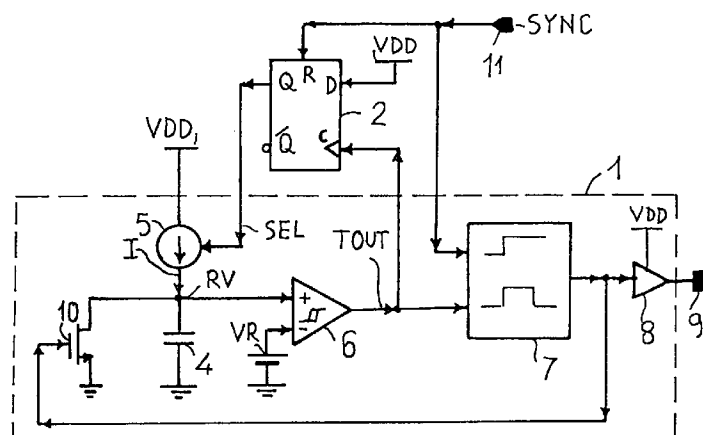 SYNC
11
VDD
R
Q
D
2
Q̅
C
VDD,
1
5
SEL
TOUT
VDD
I
RV
10
+
-
6
8
9
VR
4
7